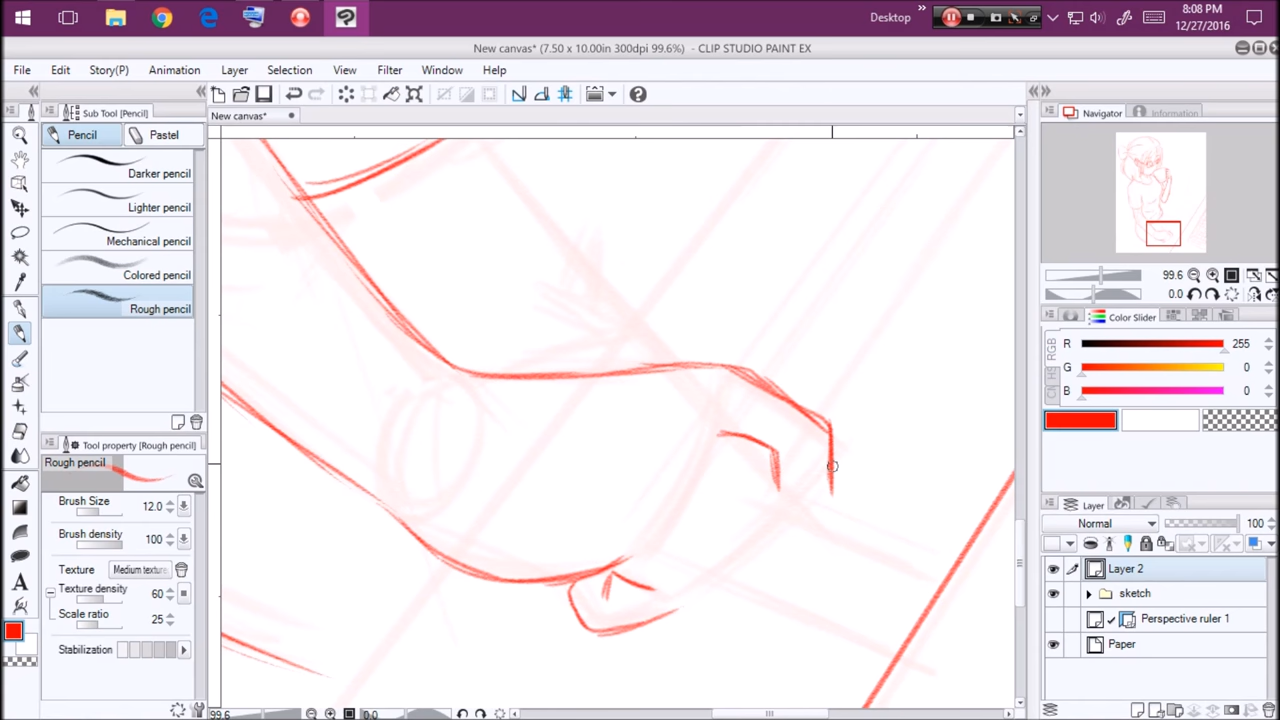 Desktop
»
8:08 PM
12/27/2016
New canvas* (7.50 x 10.00in 300dpi 99.6%) - CLIP STUDIO PAINT EX
File Edit Story(P) Animation Layer Selection View Filter Window Help
Sub Tool [Pencil]
New canvas*
Navigator Information
Pencil Pastel
Darker pencil
Lighter pencil
Mechanical pencil
Colored pencil
Rough pencil
99.6
0.0
Color Slider
RGB
R 255
G 0
B 0
Tool property [Rough pencil]
Rough pencil
Brush Size 12.0
Brush density 100
Texture Medium texture
Texture density 60
Scale ratio 25
Stabilization
Layer
Normal 100
Layer 2
sketch
Perspective ruler 1
Paper
A
99.6 0.0